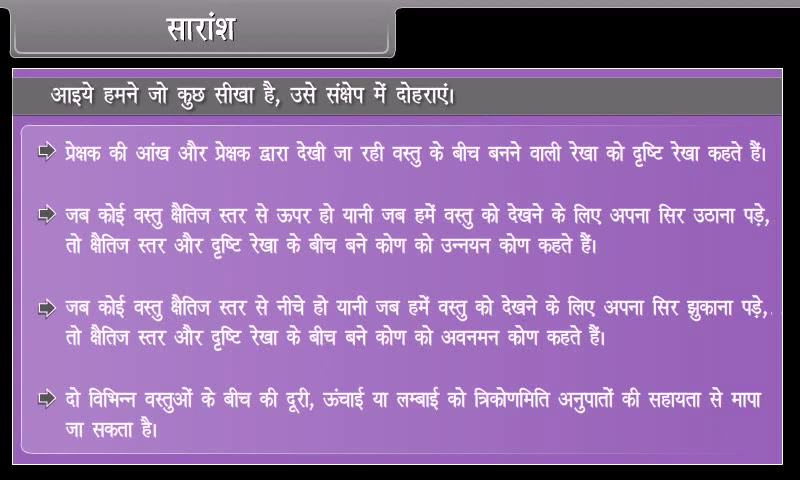 सारांश
आइये हमने जो कुछ सीखा है, उसे संक्षेप में दोहराएं।
प्रेक्षक की आंख और प्रेक्षक द्वारा देखी जा रही वस्तु के बीच बनने वाली रेखा को दृष्टि रेखा कहते हैं।
जब कोई वस्तु क्षैतिज स्तर से ऊपर हो यानी जब हमें वस्तु को देखने के लिए अपना सिर उठाना पड़े,
तो क्षैतिज स्तर और दृष्टि रेखा के बीच बने कोण को उन्नयन कोण कहते हैं।
जब कोई वस्तु क्षैतिज स्तर से नीचे हो यानी जब हमें वस्तु को देखने के लिए अपना सिर झुकाना पड़े,
तो क्षैतिज स्तर और दृष्टि रेखा के बीच बने कोण को अवनमन कोण कहते हैं।
दो विभिन्न वस्तुओं के बीच की दूरी, ऊंचाई या लम्बाई को त्रिकोणमिति अनुपातों की सहायता से मापा
जा सकता है।